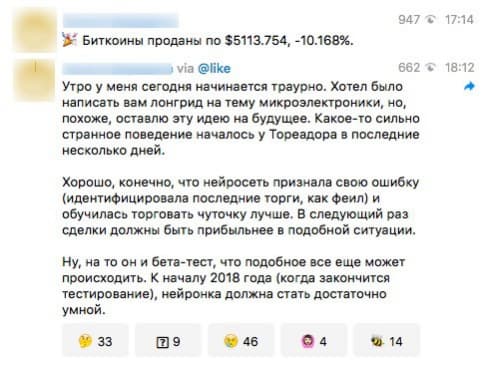 947 17:14
🎉 Биткоины проданы по $5113.754, -10.168%.
via @like 662 18:12
Утро у меня сегодня начинается траурно. Хотел было
написать вам лонгрид на тему микроэлектроники, но,
похоже, оставлю эту идею на будущее. Какое-то сильно
странное поведение началось у Тореадора в последние
несколько дней.
Хорошо, конечно, что нейросеть признала свою ошибку
(идентифицировала последние торги, как феил) и
обучилась торговать чуточку лучше. В следующий раз
сделки должны быть прибыльнее в подобной ситуации.
Ну, на то он и бета-тест, что подобное все еще может
происходить. К началу 2018 года (когда закончится
тестирование), нейронка должна стать достаточно
умной.
🤔 33 ⍰ 9 😢 46 🙆 4 🐝 14